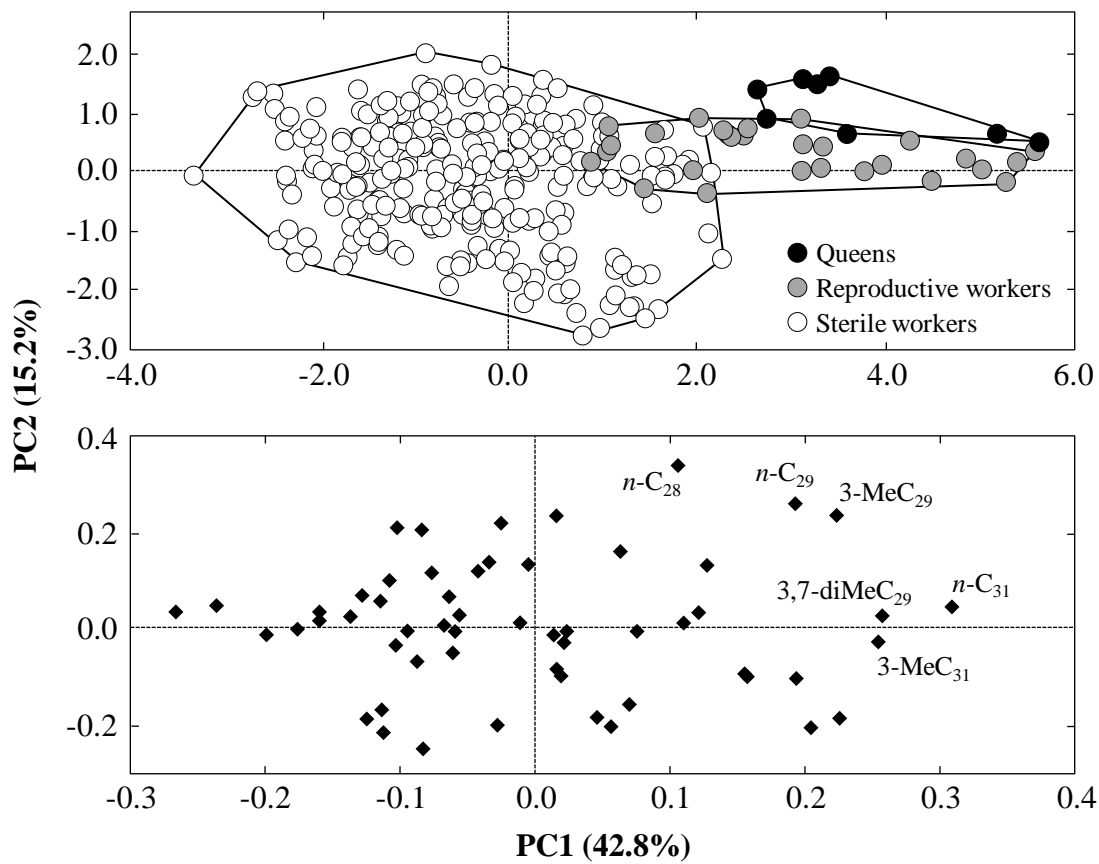 2.0
1.0
0.0
-1.0
-2.0
-3.0
Queens
Reproductive workers
Sterile workers
-4.0 -2.0 0.0 2.0 4.0 6.0
PC2 (15.2%)
0.4
0.2
0.0
-0.2
n-C₂₈
n-C₂₉
3-MeC₂₉
3,7-diMeC₂₉
n-C₃₁
3-MeC₃₁
-0.3 -0.2 -0.1 0.0 0.1 0.2 0.3 0.4
PC1 (42.8%)